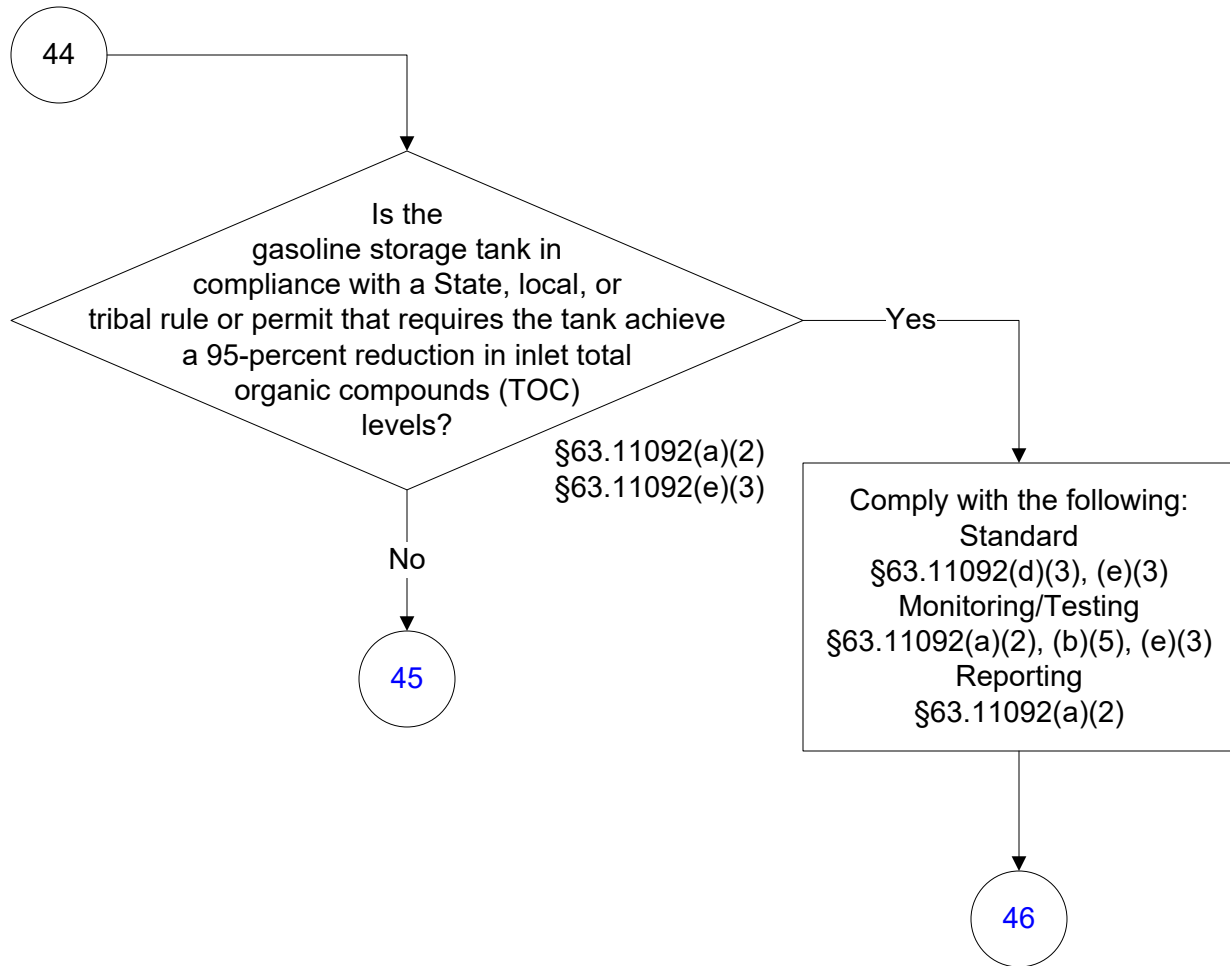 44
Is the
gasoline storage tank in
compliance with a State, local, or
tribal rule or permit that requires the tank achieve
a 95-percent reduction in inlet total
organic compounds (TOC)
levels?
§63.11092(a)(2)
§63.11092(e)(3)
Yes
No
45
Comply with the following:
Standard
§63.11092(d)(3), (e)(3)
Monitoring/Testing
§63.11092(a)(2), (b)(5), (e)(3)
Reporting
§63.11092(a)(2)
46